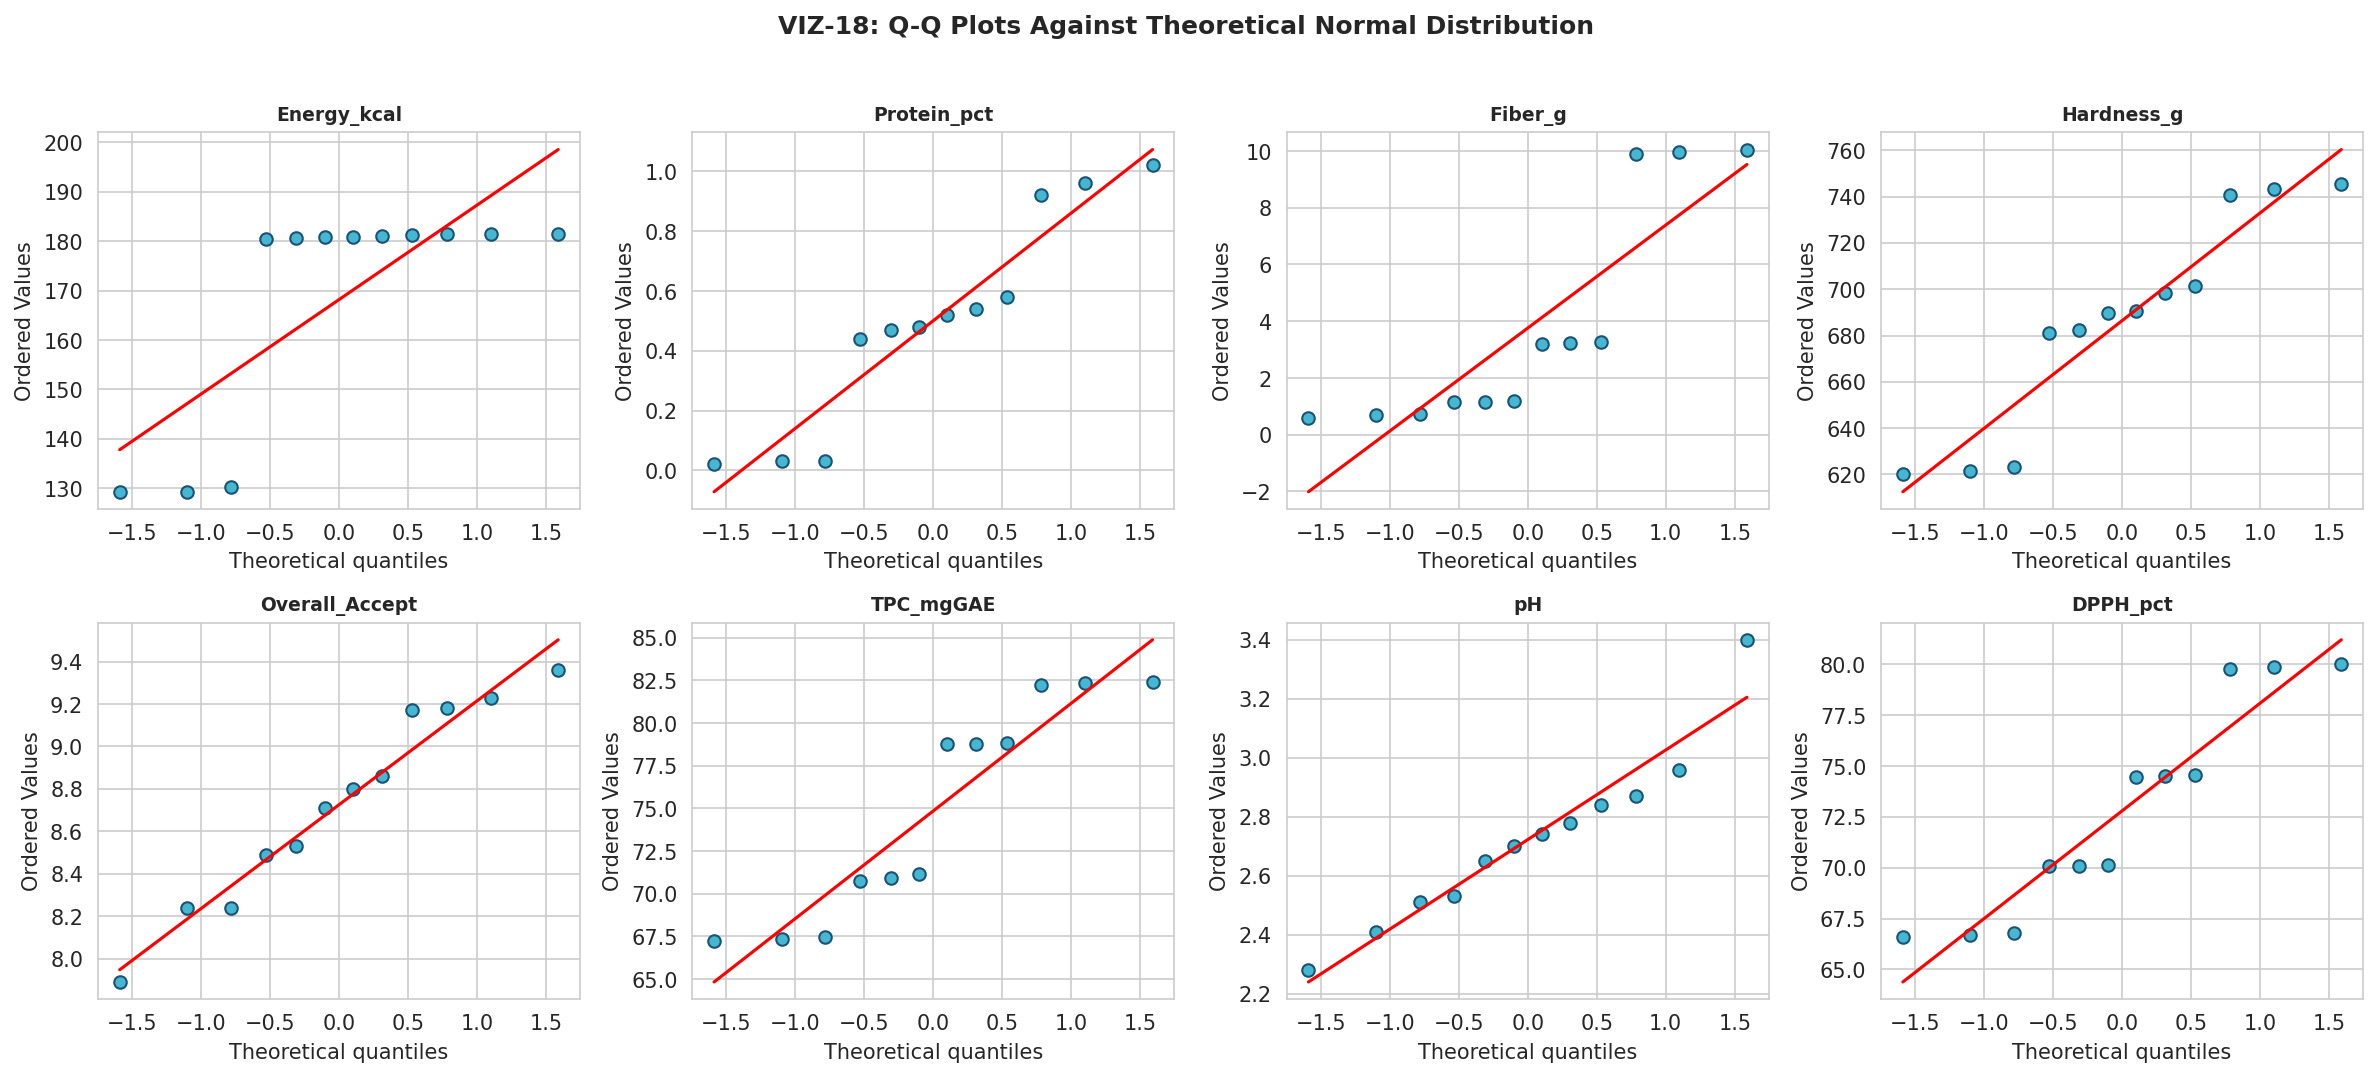 VIZ-18: Q-Q Plots Against Theoretical Normal Distribution
Energy_kcal
Ordered Values
200
190
180
170
160
150
140
130
−1.5 −1.0 −0.5 0.0 0.5 1.0 1.5
Theoretical quantiles
Protein_pct
Ordered Values
1.0
0.8
0.6
0.4
0.2
0.0
−1.5 −1.0 −0.5 0.0 0.5 1.0 1.5
Theoretical quantiles
Fiber_g
Ordered Values
10
8
6
4
2
0
−2
−1.5 −1.0 −0.5 0.0 0.5 1.0 1.5
Theoretical quantiles
Hardness_g
Ordered Values
760
740
720
700
680
660
640
620
−1.5 −1.0 −0.5 0.0 0.5 1.0 1.5
Theoretical quantiles
Overall_Accept
Ordered Values
9.4
9.2
9.0
8.8
8.6
8.4
8.2
8.0
−1.5 −1.0 −0.5 0.0 0.5 1.0 1.5
Theoretical quantiles
TPC_mgGAE
Ordered Values
85.0
82.5
80.0
77.5
75.0
72.5
70.0
67.5
65.0
−1.5 −1.0 −0.5 0.0 0.5 1.0 1.5
Theoretical quantiles
pH
Ordered Values
3.4
3.2
3.0
2.8
2.6
2.4
2.2
−1.5 −1.0 −0.5 0.0 0.5 1.0 1.5
Theoretical quantiles
DPPH_pct
Ordered Values
80.0
77.5
75.0
72.5
70.0
67.5
65.0
−1.5 −1.0 −0.5 0.0 0.5 1.0 1.5
Theoretical quantiles